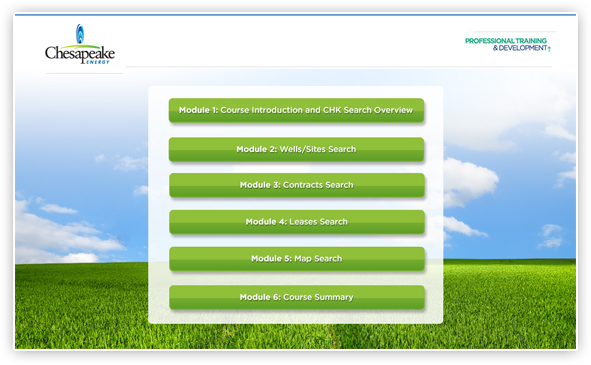 Chesapeake
ENERGY
PROFESSIONAL TRAINING
& DEVELOPMENT
Module 1: Course Introduction and CHK Search Overview
Module 2: Wells/Sites Search
Module 3: Contracts Search
Module 4: Leases Search
Module 5: Map Search
Module 6: Course Summary